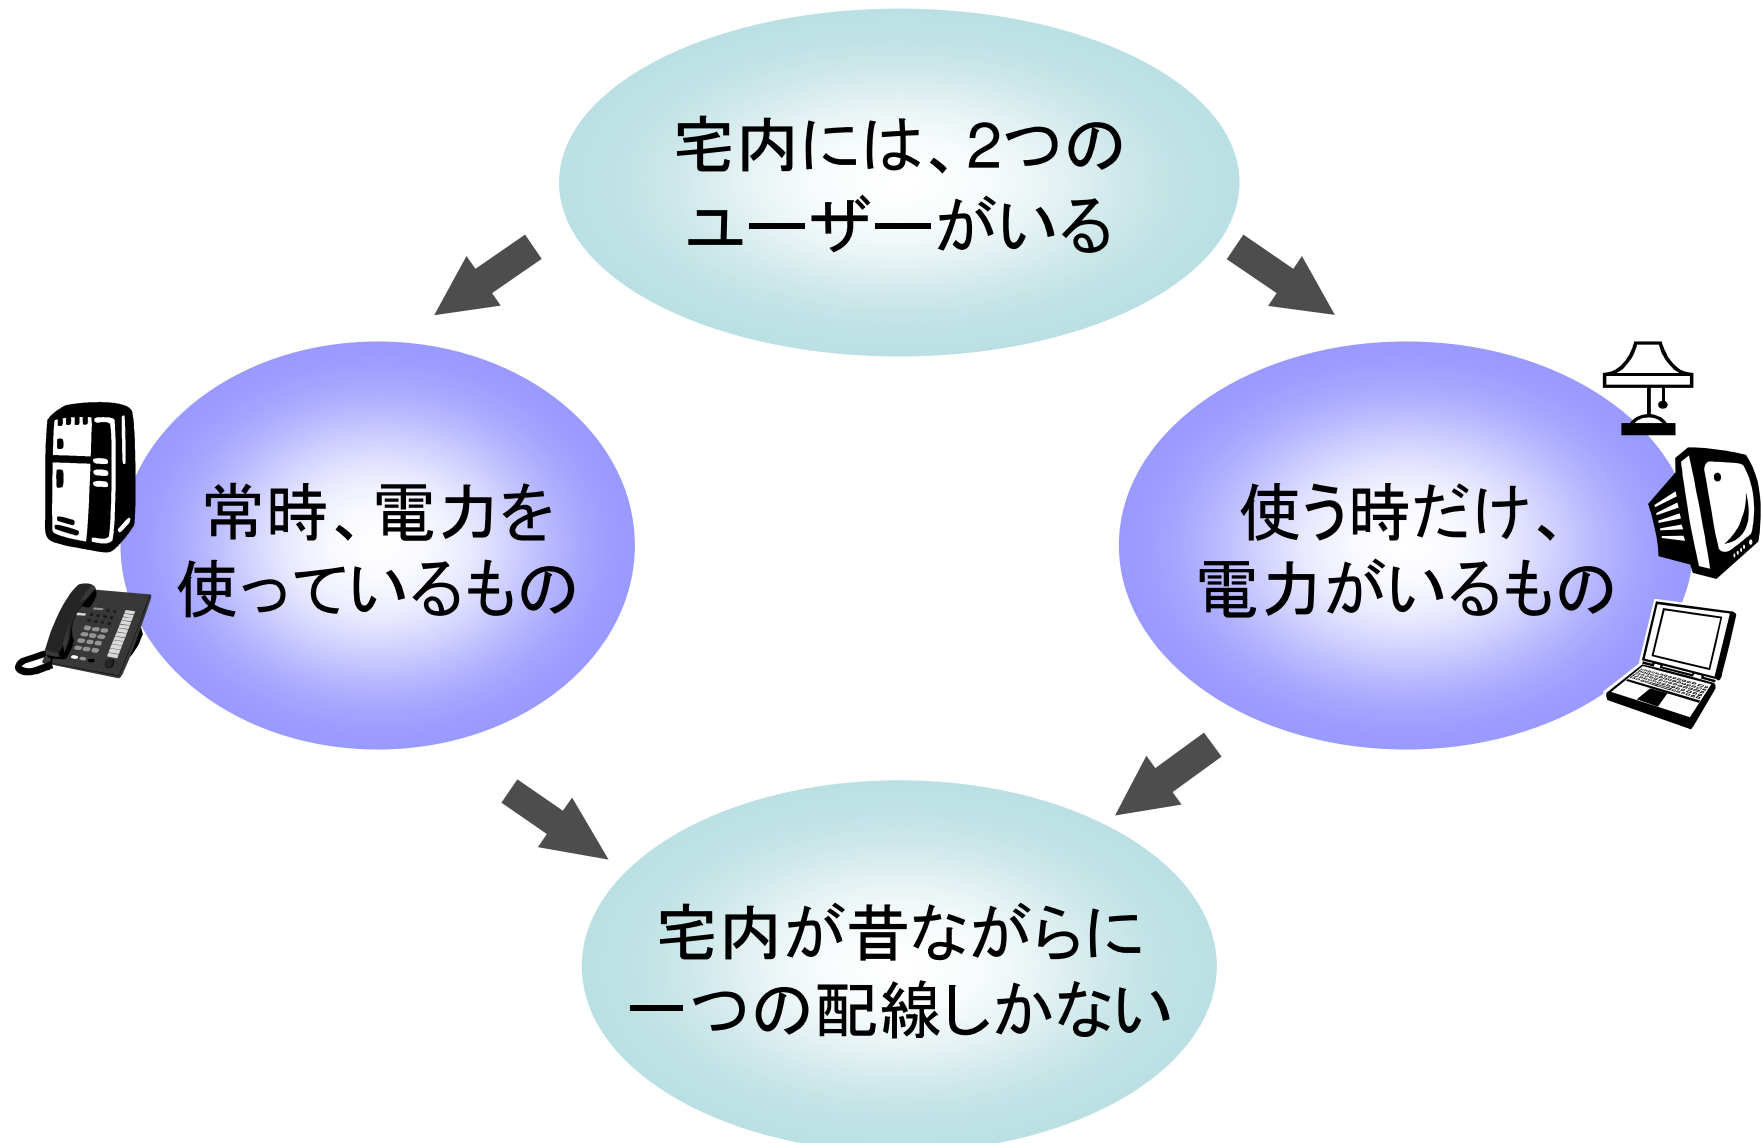 宅内には、2つの
ユーザーがいる
常時、電力を
使っているもの
使う時だけ、
電力がいるもの
宅内が昔ながらに
一つの配線しかない